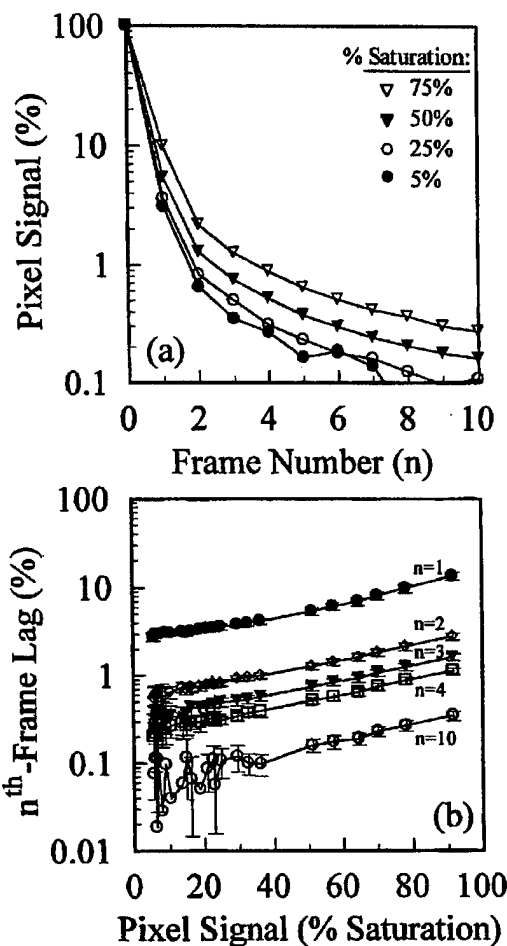 100
10
1
0.1
Pixel Signal (%)
% Saturation:
75%
50%
25%
5%
(a)
0 2 4 6 8 10
Frame Number (n)
100
10
1
0.1
0.01
nth-Frame Lag (%)
n=1
n=2
n=3
n=4
n=10
(b)
0 20 40 60 80 100
Pixel Signal (% Saturation)